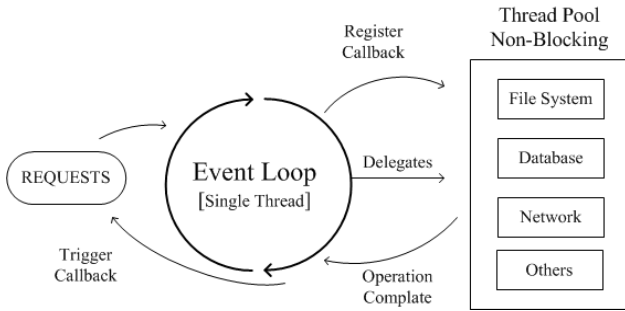 Thread Pool
Non-Blocking
Register
Callback
File System
Event Loop
[Single Thread]
Delegates
Database
REQUESTS
Network
Trigger
Callback
Operation
Complate
Others